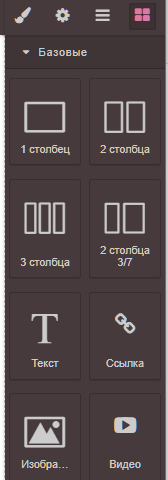 Базовые
1 столбец
2 столбца
3 столбца
2 столбца
3/7
Текст
Ссылка
Изобра...
Видео